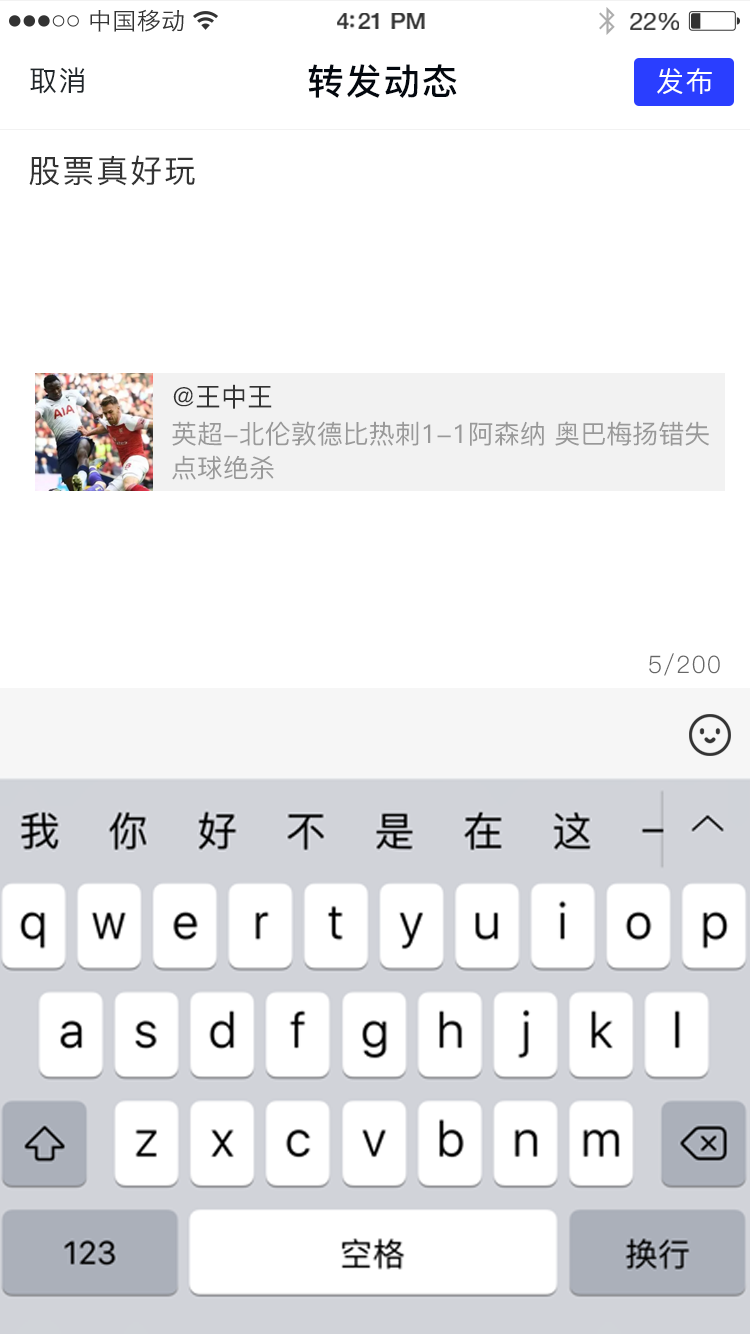 中国移动 4:21 PM 22%
取消 转发动态 发布
股票真好玩
AIA
@王中王
英超-北伦敦德比热刺1-1阿森纳 奥巴梅扬错失
点球绝杀
5/200
我 你 好 不 是 在 这 一
q w e r t y u i o p
a s d f g h j k l
z x c v b n m
123 空格 换行